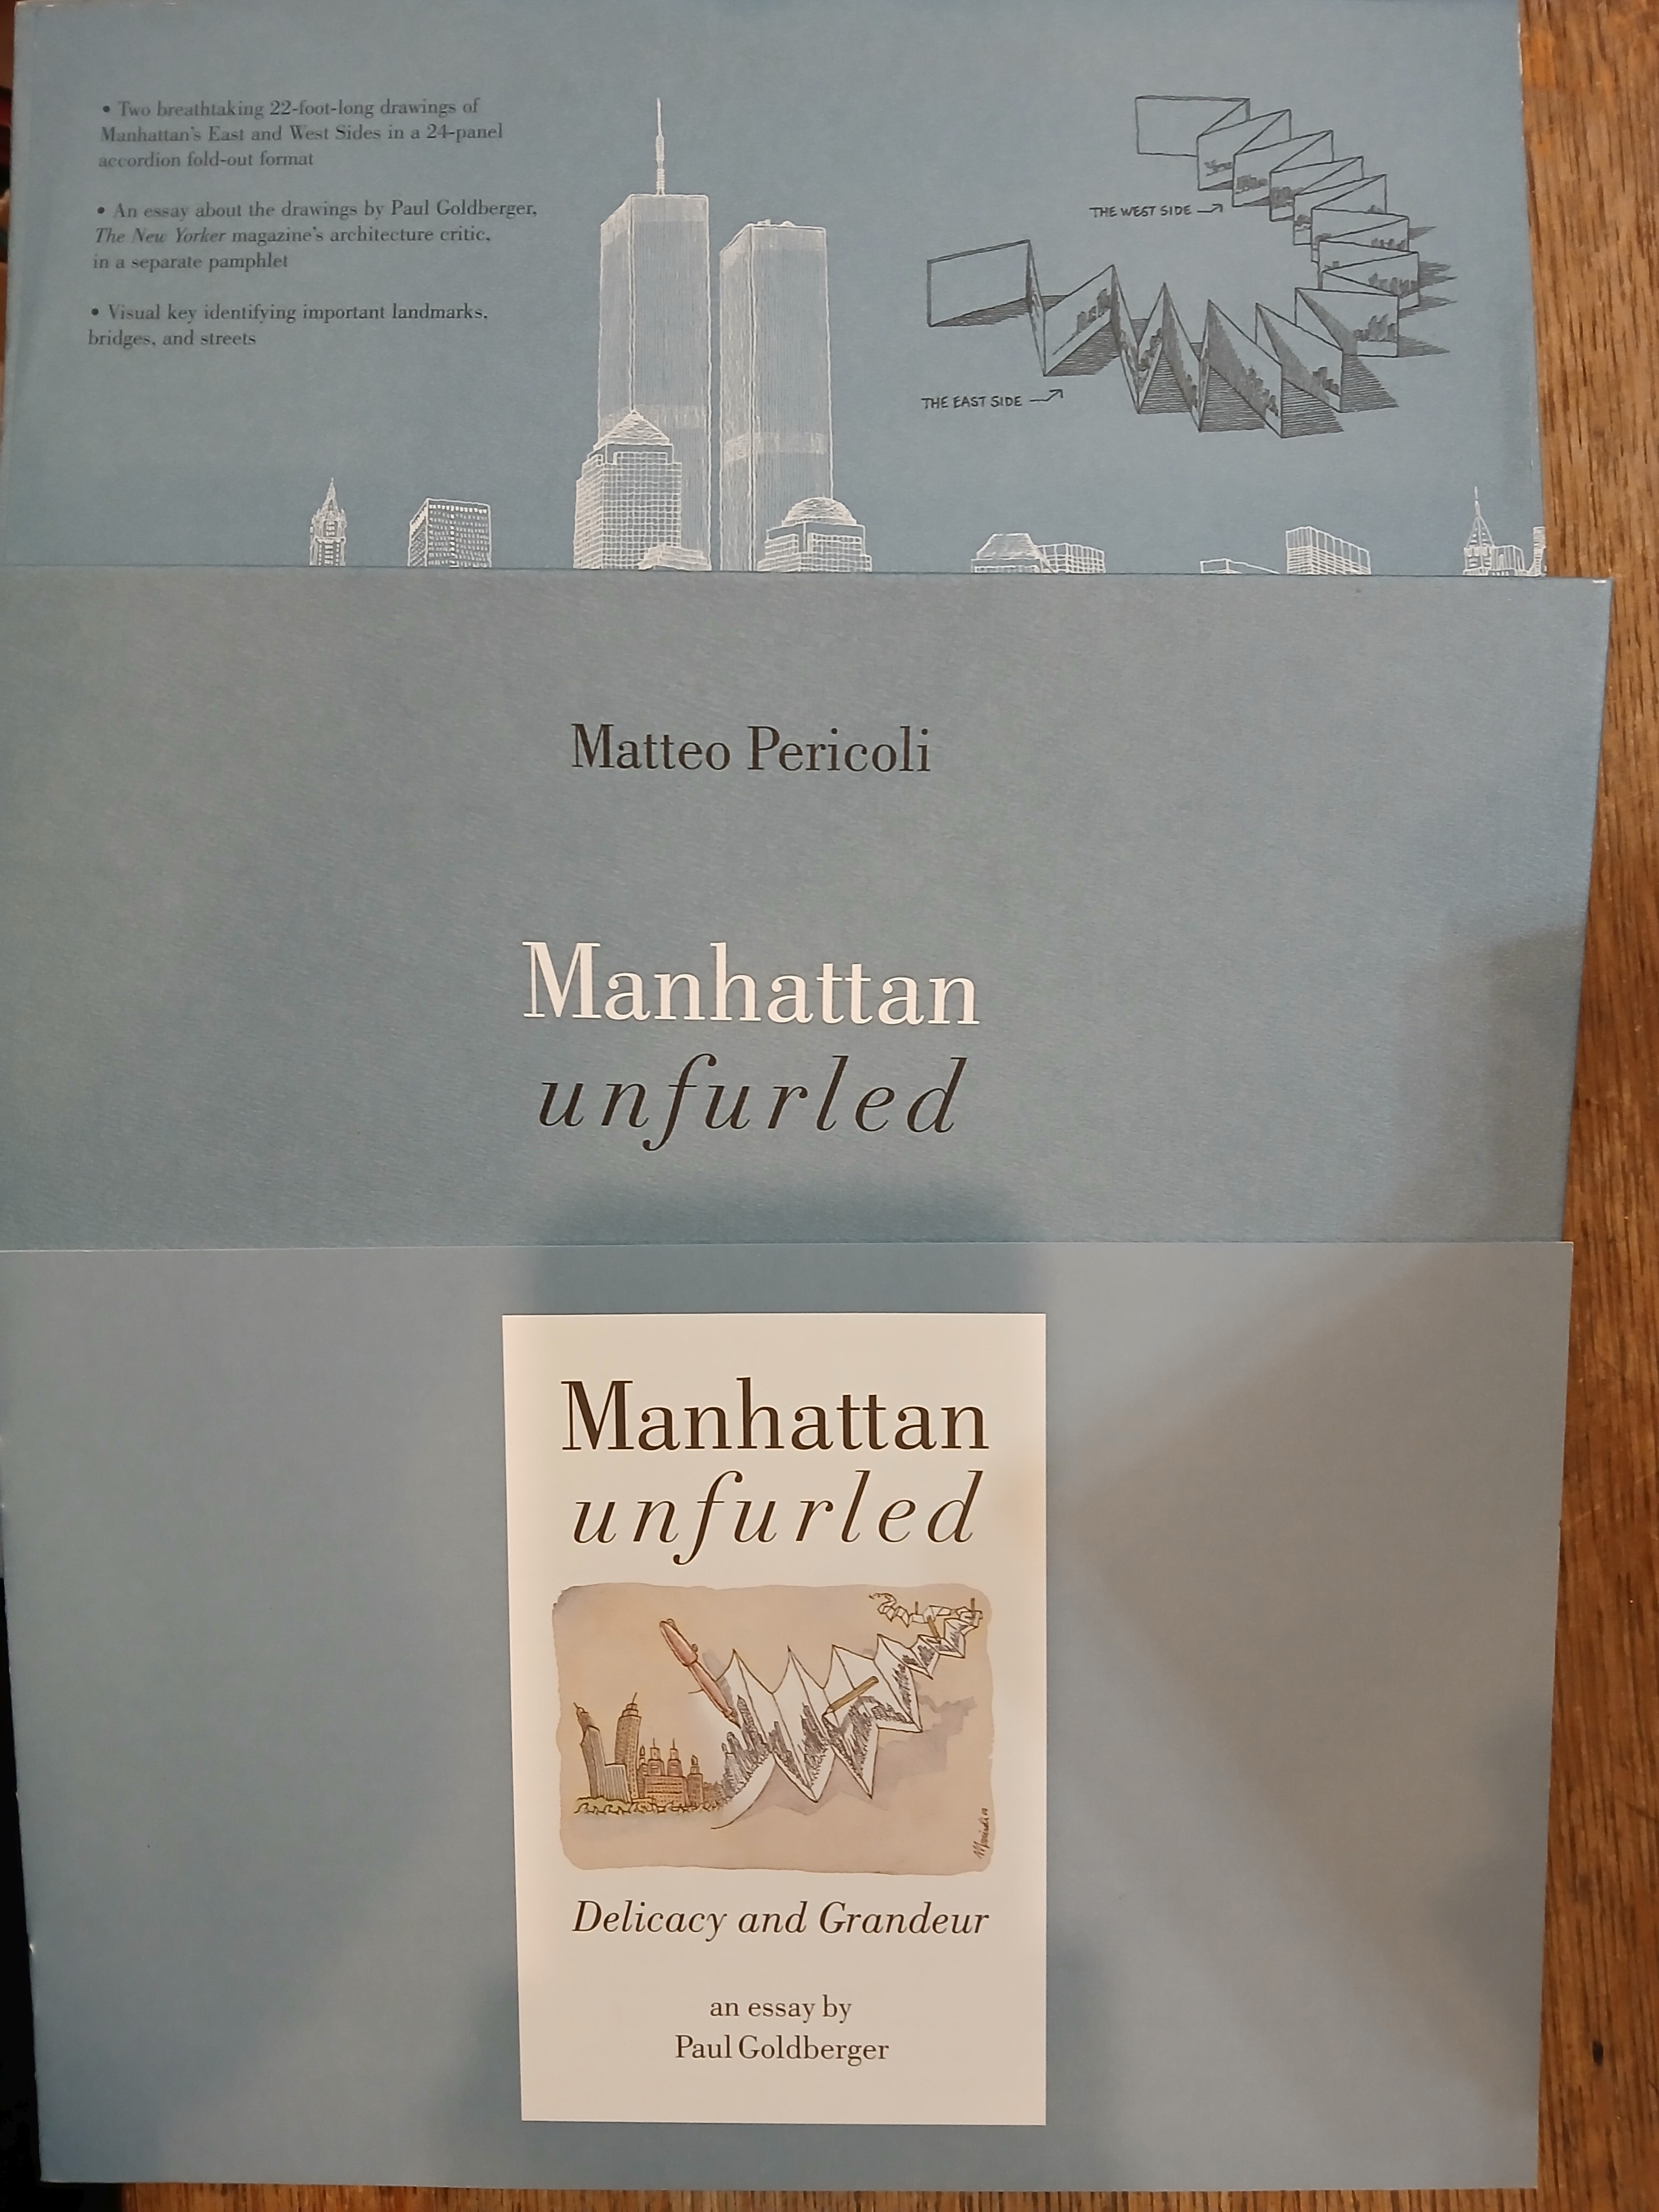 • Two breathtaking 22-foot-long drawings of
Manhattan's East and West Sides in a 24-panel
accordion fold-out format
• An essay about the drawings by Paul Goldberger,
The New Yorker magazine's architecture critic,
in a separate pamphlet
• Visual key identifying important landmarks,
bridges, and streets
THE WEST SIDE
THE EAST SIDE
Matteo Pericoli
Manhattan
unfurled
Manhattan
unfurled
Delicacy and Grandeur
an essay by
Paul Goldberger